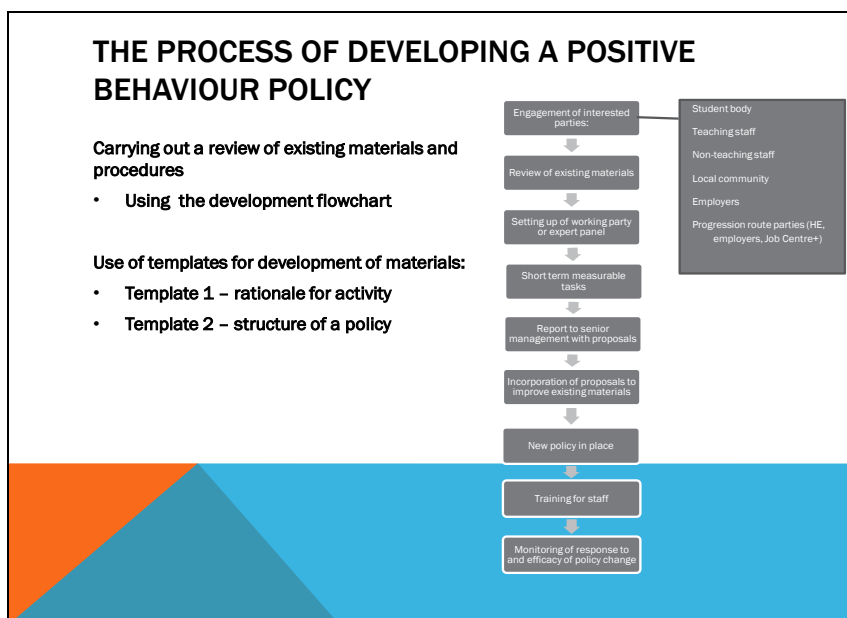 THE PROCESS OF DEVELOPING A POSITIVE
BEHAVIOUR POLICY
Carrying out a review of existing materials and
procedures
• Using the development flowchart
Use of templates for development of materials:
• Template 1 – rationale for activity
• Template 2 – structure of a policy
Engagement of interested
parties:
Student body
Teaching staff
Non-teaching staff
Local community
Employers
Progression route parties (HE,
employers, Job Centre+)
Review of existing materials
Setting up of working party
or expert panel
Short term measurable
tasks
Report to senior
management with proposals
Incorporation of proposals to
improve existing materials
New policy in place
Training for staff
Monitoring of response to
and efficacy of policy change